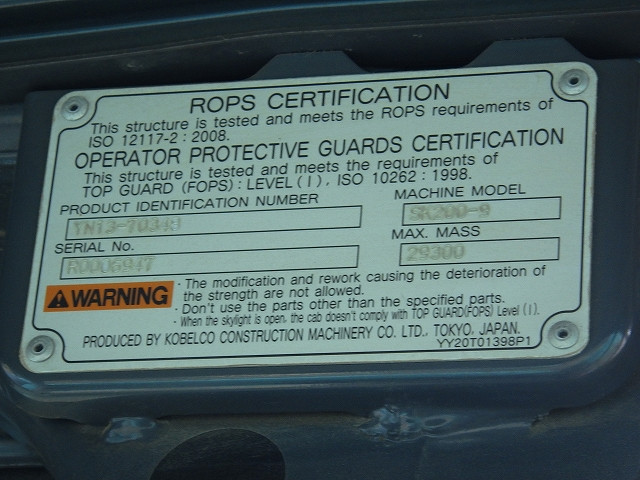 ROPS CERTIFICATION
This structure is tested and meets the ROPS requirements of
ISO 12117-2 : 2008.
OPERATOR PROTECTIVE GUARDS CERTIFICATION
This structure is tested and meets the requirements of
TOP GUARD (FOPS) : LEVEL (I), ISO 10262 : 1998.
PRODUCT IDENTIFICATION NUMBER
MACHINE MODEL
SK200-9
SERIAL No.
MAX. MASS
29300
WARNING
· The modification and rework causing the deterioration of
the strength are not allowed.
· Don't use the parts other than the specified parts.
· When the skylight is open, the cab doesn't comply with TOP GUARD(FOPS) Level (I).
PRODUCED BY KOBELCO CONSTRUCTION MACHINERY CO. LTD., TOKYO, JAPAN.
YY20T01398P1